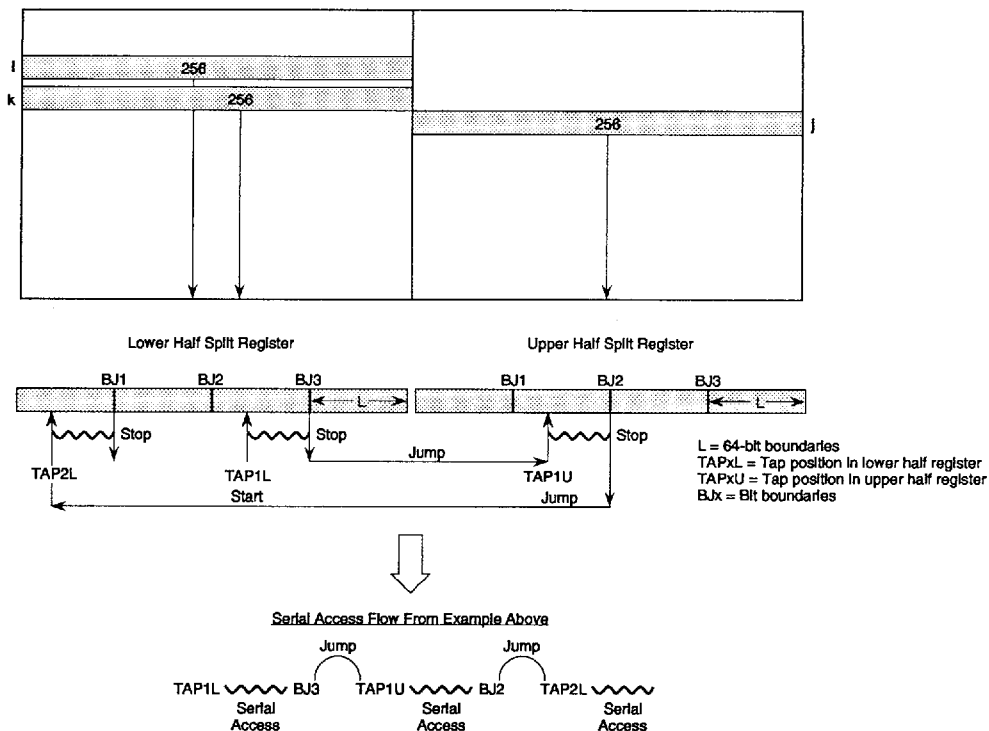 I 256
k 256
256 j
Lower Half Split Register
Upper Half Split Register
BJ1 BJ2 BJ3
L
BJ1 BJ2 BJ3
L
Stop
Stop
Stop
TAP2L
TAP1L
Jump
TAP1U
Start
Jump
L = 64-bit boundaries
TAPxL = Tap position in lower half register
TAPxU = Tap position in upper half register
BJx = Bit boundaries
Serial Access Flow From Example Above
Jump
Jump
TAP1L BJ3 TAP1U BJ2 TAP2L
Serial
Access
Serial
Access
Serial
Access